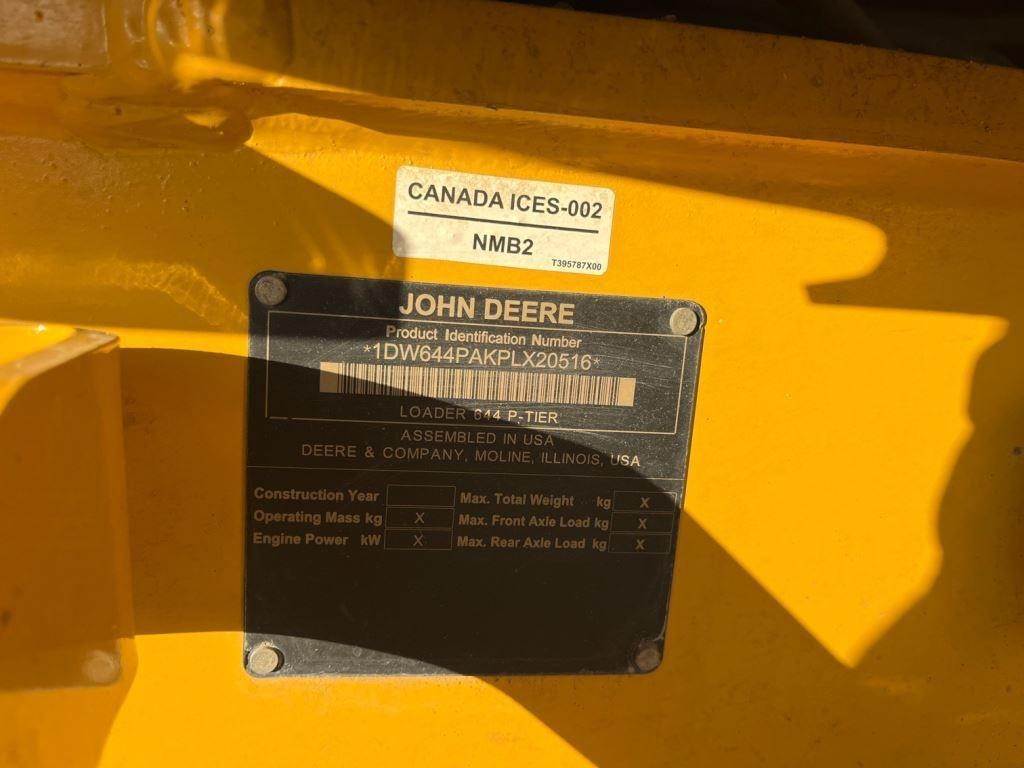 CANADA ICES-002
NMB2
T395787X00
JOHN DEERE
Product Identification Number
*1DW644PAKPLX20516*
LOADER 644 P-TIER
ASSEMBLED IN USA
DEERE & COMPANY, MOLINE, ILLINOIS, USA
Construction Year Max. Total Weight kg X
Operating Mass kg X Max. Front Axle Load kg X
Engine Power kW X Max. Rear Axle Load kg X